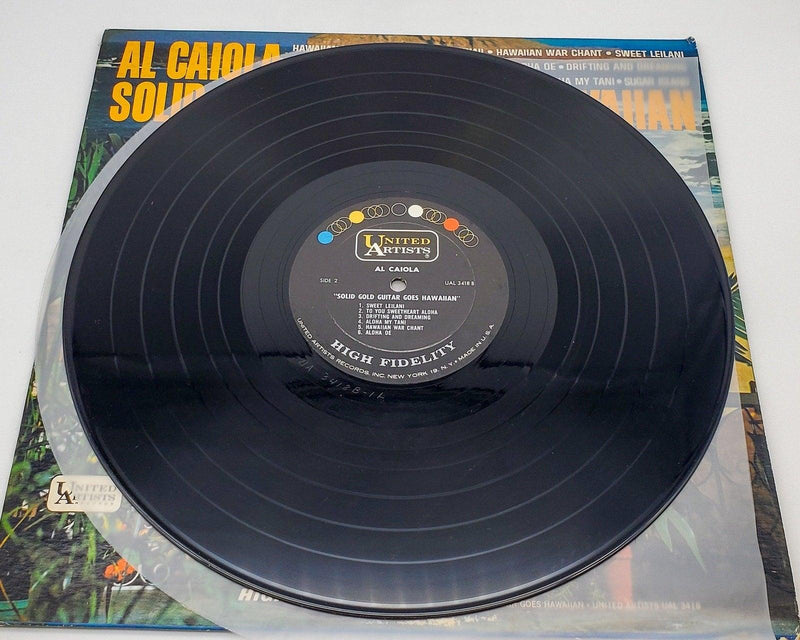 AL CAIOLA
SOLID
HAWAIIAN WAR CHANT • SWEET LEILANI
DE • DRIFTING AND DREAMING
MY TANI • SUGAR
UNITED
ARTISTS
AL CAIOLA
SIDE 2
UAL 3418 B
"SOLID GOLD GUITAR GOES HAWAIIAN"
1. SWEET LEILANI
2. TO YOU SWEETHEART ALOHA
3. DRIFTING AND DREAMING
4. ALOHA MY TANI
5. HAWAIIAN WAR CHANT
6. ALOHA OE
HIGH FIDELITY
UNITED ARTISTS RECORDS, INC. NEW YORK 19, N.Y. • MADE IN U.S.A.
UNITED
ARTISTS
GOES HAWAIIAN • UNITED ARTISTS UAL 3418